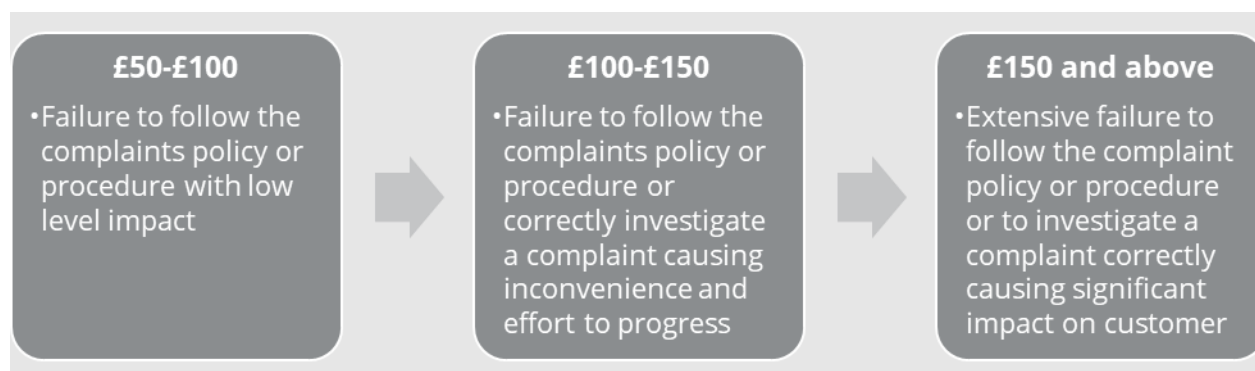 £50-£100
•Failure to follow the
complaints policy or
procedure with low
level impact
£100-£150
•Failure to follow the
complaints policy or
procedure or
correctly investigate
a complaint causing
inconvenience and
effort to progress
£150 and above
•Extensive failure to
follow the complaint
policy or procedure
or to investigate a
complaint correctly
causing significant
impact on customer